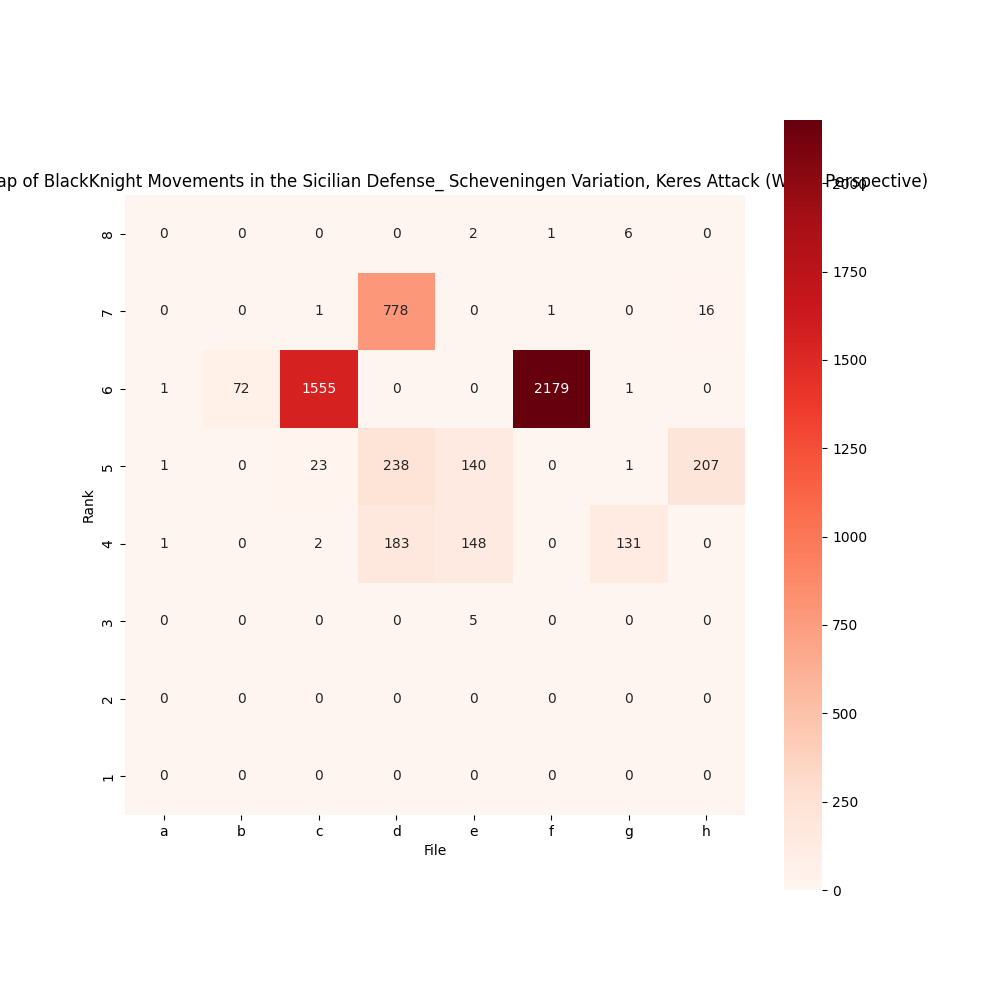 ap of BlackKnight Movements in the Sicilian Defense_ Scheveningen Variation, Keres Attack (W Perspective)
8 0 0 0 0 2 1 6 0
7 0 0 1 778 0 1 0 16
6 1 72 1555 0 0 2179 1 0
5 1 0 23 238 140 0 1 207
4 1 0 2 183 148 0 131 0
3 0 0 0 0 5 0 0 0
2 0 0 0 0 0 0 0 0
1 0 0 0 0 0 0 0 0
a b c d e f g h
Rank
File
2000
1750
1500
1250
1000
750
500
250
0